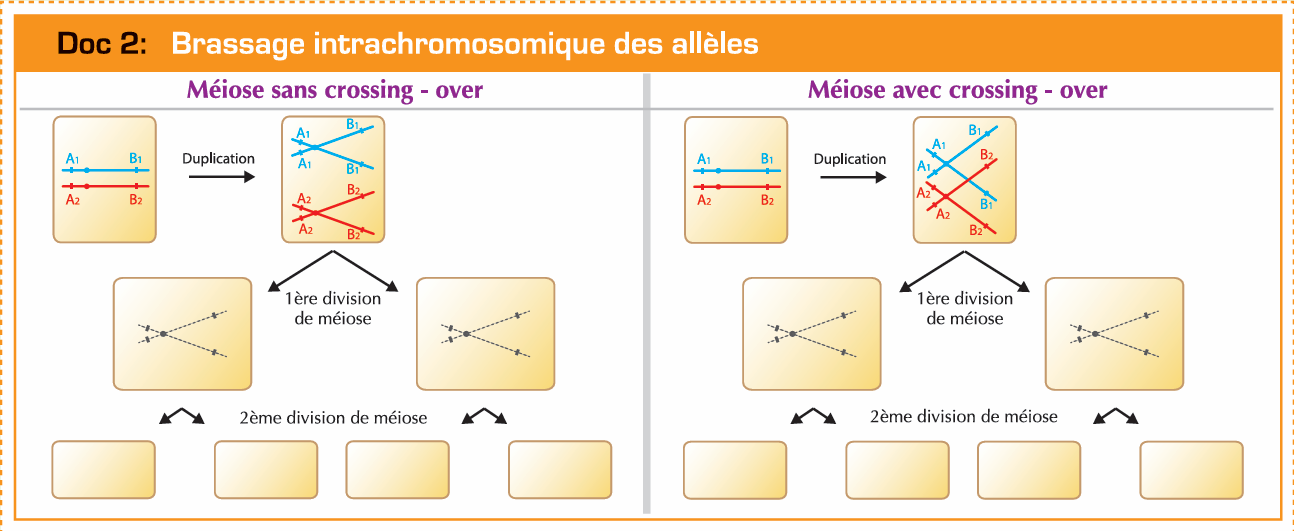 Doc 2: Brassage intrachromosomique des allèles
Méiose sans crossing - over
A1 B1
A2 B2
Duplication
B1
A1
A1
B1
B2
A2
A2
B2
1ère division
de méiose
2ème division de méiose
Méiose avec crossing - over
A1 B1
A2 B2
Duplication
B1
A1
B2
A1
A2
B1
A2
B2
1ère division
de méiose
2ème division de méiose